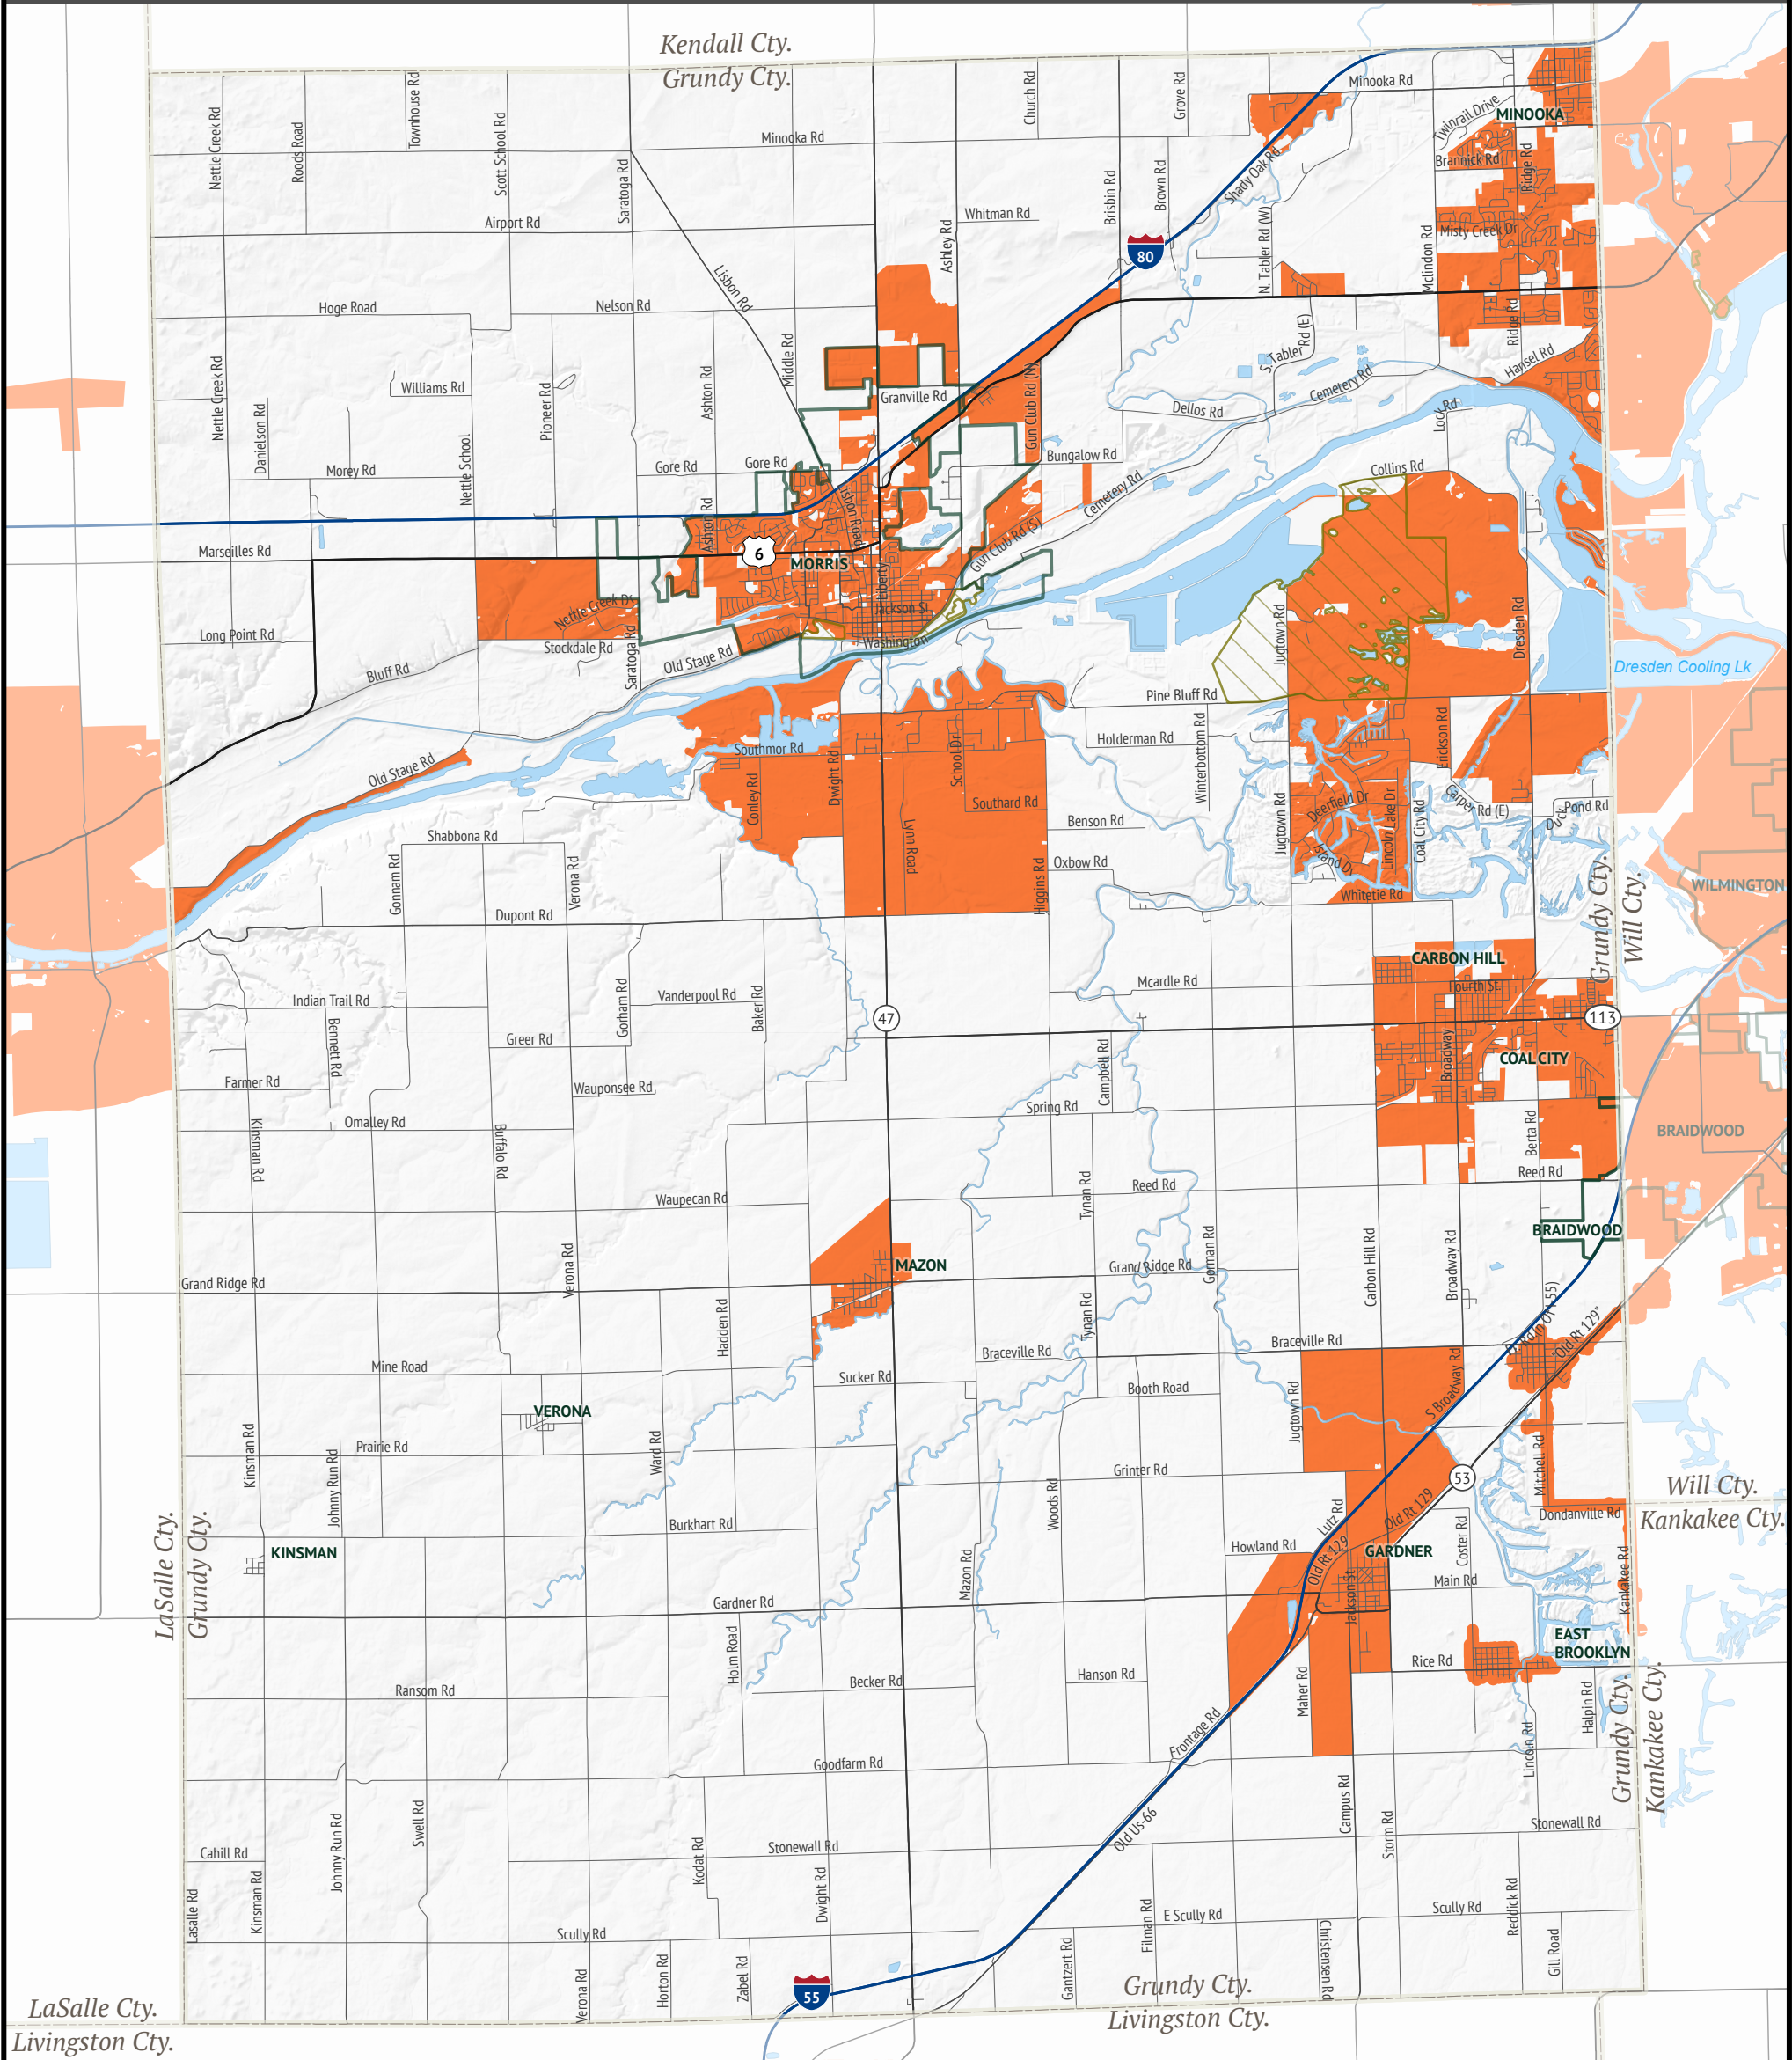 Kendall Cty.
Grundy Cty.
Minooka Rd
MINOOKA
Twinrail Drive
Brannick Rd
Ridge Rd
Misty Creek Dr
Mclindon Rd
Nettle Creek Rd
Roods Road
Townhouse Rd
Scott School Rd
Saratoga Rd
Minooka Rd
Church Rd
Grove Rd
Brown Rd
Brisbin Rd
Shady Oak Rd
N. Tabler Rd (W)
Airport Rd
Whitman Rd
Ashley Rd
80
Lisbon Rd
Hoge Road
Nelson Rd
Middle Rd
Ridge Rd
Hansel Rd
S. Tabler
Rd (E)
Cemetery Rd
Nettle Creek Rd
Williams Rd
Danielson Rd
Pioneer Rd
Ashton Rd
Granville Rd
Gun Club Rd (N)
Dellos Rd
Lock Rd
Morey Rd
Nettle School
Gore Rd
Gore Rd
Bungalow Rd
Collins Rd
Cemetery Rd
Lisbon Road
Ashton Rd
Gun Club Rd (S)
Marseilles Rd
6
MORRIS
Liberty
Jackson St.
Nettle Creek Dr
Washington
Long Point Rd
Stockdale Rd
Saratoga Rd
Old Stage Rd
Jugtown Rd
Dresden Rd
Dresden Cooling Lk
Bluff Rd
Pine Bluff Rd
Holderman Rd
Winterbottom Rd
Erickson Rd
Southmor Rd
Old Stage Rd
Conley Rd
Dwight Rd
School Dr
Southard Rd
Lynn Road
Higgins Rd
Benson Rd
Oxbow Rd
Jugtown Rd
Deerfield Dr
Island Dr
Lincoln Lake Dr
Coal City Rd
Carper Rd (E)
Duck Pond Rd
Whitetie Rd
Shabbona Rd
Gonnam Rd
Verona Rd
Dupont Rd
Grundy Cty.
Will Cty.
WILMINGTON
CARBON HILL
Fourth St.
Mcardle Rd
Indian Trail Rd
Bennett Rd
Gorham Rd
Vanderpool Rd
Baker Rd
47
113
Greer Rd
Campbell Rd
Broadway
COAL CITY
Farmer Rd
Wauponsee Rd
Spring Rd
Omalley Rd
Kinsman Rd
Buffalo Rd
Berta Rd
BRAIDWOOD
Reed Rd
Reed Rd
Waupecan Rd
Tynan Rd
Gorman Rd
Carbon Hill Rd
Broadway Rd
BRAIDWOOD
MAZON
Grand Ridge Rd
Verona Rd
Grand Ridge Rd
Hadden Rd
Tynan Rd
Old Rt 129"
Braceville Rd
Braceville Rd
Mine Road
Sucker Rd
Booth Road
Jugtown Rd
S Broadway Rd
VERONA
Kinsman Rd
Johnny Run Rd
Prairie Rd
Ward Rd
Grinter Rd
53
Mitchell Rd
Will Cty.
Kankakee Cty.
Dondanville Rd
Woods Rd
Lutz Rd
Old Rt 129
Burkhart Rd
LaSalle Cty.
Grundy Cty.
KINSMAN
Mazon Rd
Howland Rd
Old Rt 129
GARDNER
Coster Rd
Main Rd
Kankakee Rd
Gardner Rd
Jackson St
EAST
BROOKLYN
Holm Road
Hanson Rd
Rice Rd
Becker Rd
Ransom Rd
Maher Rd
Halpin Rd
Lincoln Rd
Frontage Rd
Goodfarm Rd
Grundy Cty.
Kankakee Cty.
Campus Rd
Storm Rd
Old Us-66
Stonewall Rd
Stonewall Rd
Swell Rd
Johnny Run Rd
Cahill Rd
Kodat Rd
Lasalle Rd
Kinsman Rd
Dwight Rd
Filman Rd
E Scully Rd
Scully Rd
Reddick Rd
Gill Road
Scully Rd
Gantzert Rd
Christensen Rd
Verona Rd
Horton Rd
Zabel Rd
55
Grundy Cty.
Livingston Cty.
LaSalle Cty.
Livingston Cty.